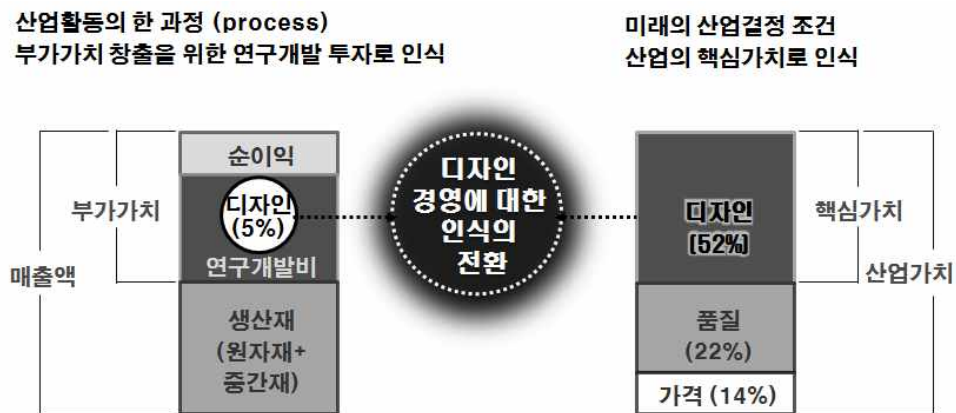 산업활동의 한 과정 (process)
부가가치 창출을 위한 연구개발 투자로 인식
미래의 산업결정 조건
산업의 핵심가치로 인식
매출액
부가가치
순이익
디자인
(5%)
연구개발비
생산재
(원자재+
중간재)
디자인
경영에 대한
인식의
전환
디자인
(52%)
품질
(22%)
가격 (14%)
핵심가치
산업가치